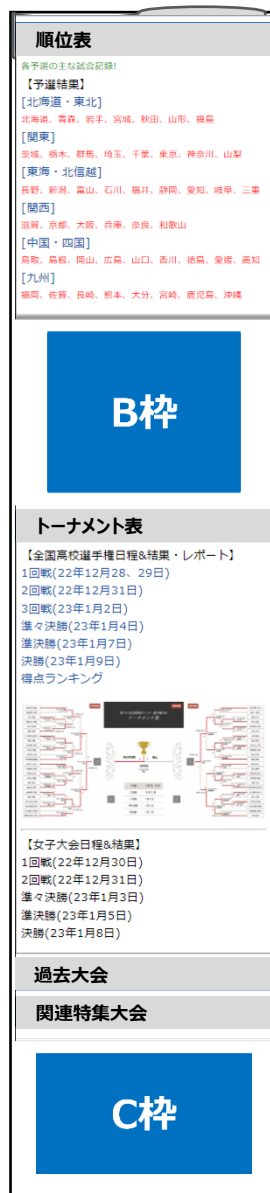 順位表
各予選の主な試合記録!
【予選結果】
[北海道・東北]
北海道、青森、岩手、宮城、秋田、山形、福島
[関東]
茨城、栃木、群馬、埼玉、千葉、東京、神奈川、山梨
[東海・北信越]
長野、新潟、富山、石川、福井、静岡、愛知、岐阜、三重
[関西]
滋賀、京都、大阪、兵庫、奈良、和歌山
[中国・四国]
鳥取、島根、岡山、広島、山口、香川、徳島、愛媛、高知
[九州]
福岡、佐賀、長崎、熊本、大分、宮崎、鹿児島、沖縄
B枠
トーナメント表
【全国高校選手権日程&結果・レポート】
1回戦(22年12月28、29日)
2回戦(22年12月31日)
3回戦(23年1月2日)
準々決勝(23年1月4日)
準決勝(23年1月7日)
決勝(23年1月9日)
得点ランキング
トーナメント表
【女子大会日程&結果】
1回戦(22年12月30日)
2回戦(22年12月31日)
準々決勝(23年1月3日)
準決勝(23年1月5日)
決勝(23年1月8日)
過去大会
関連特集大会
C枠